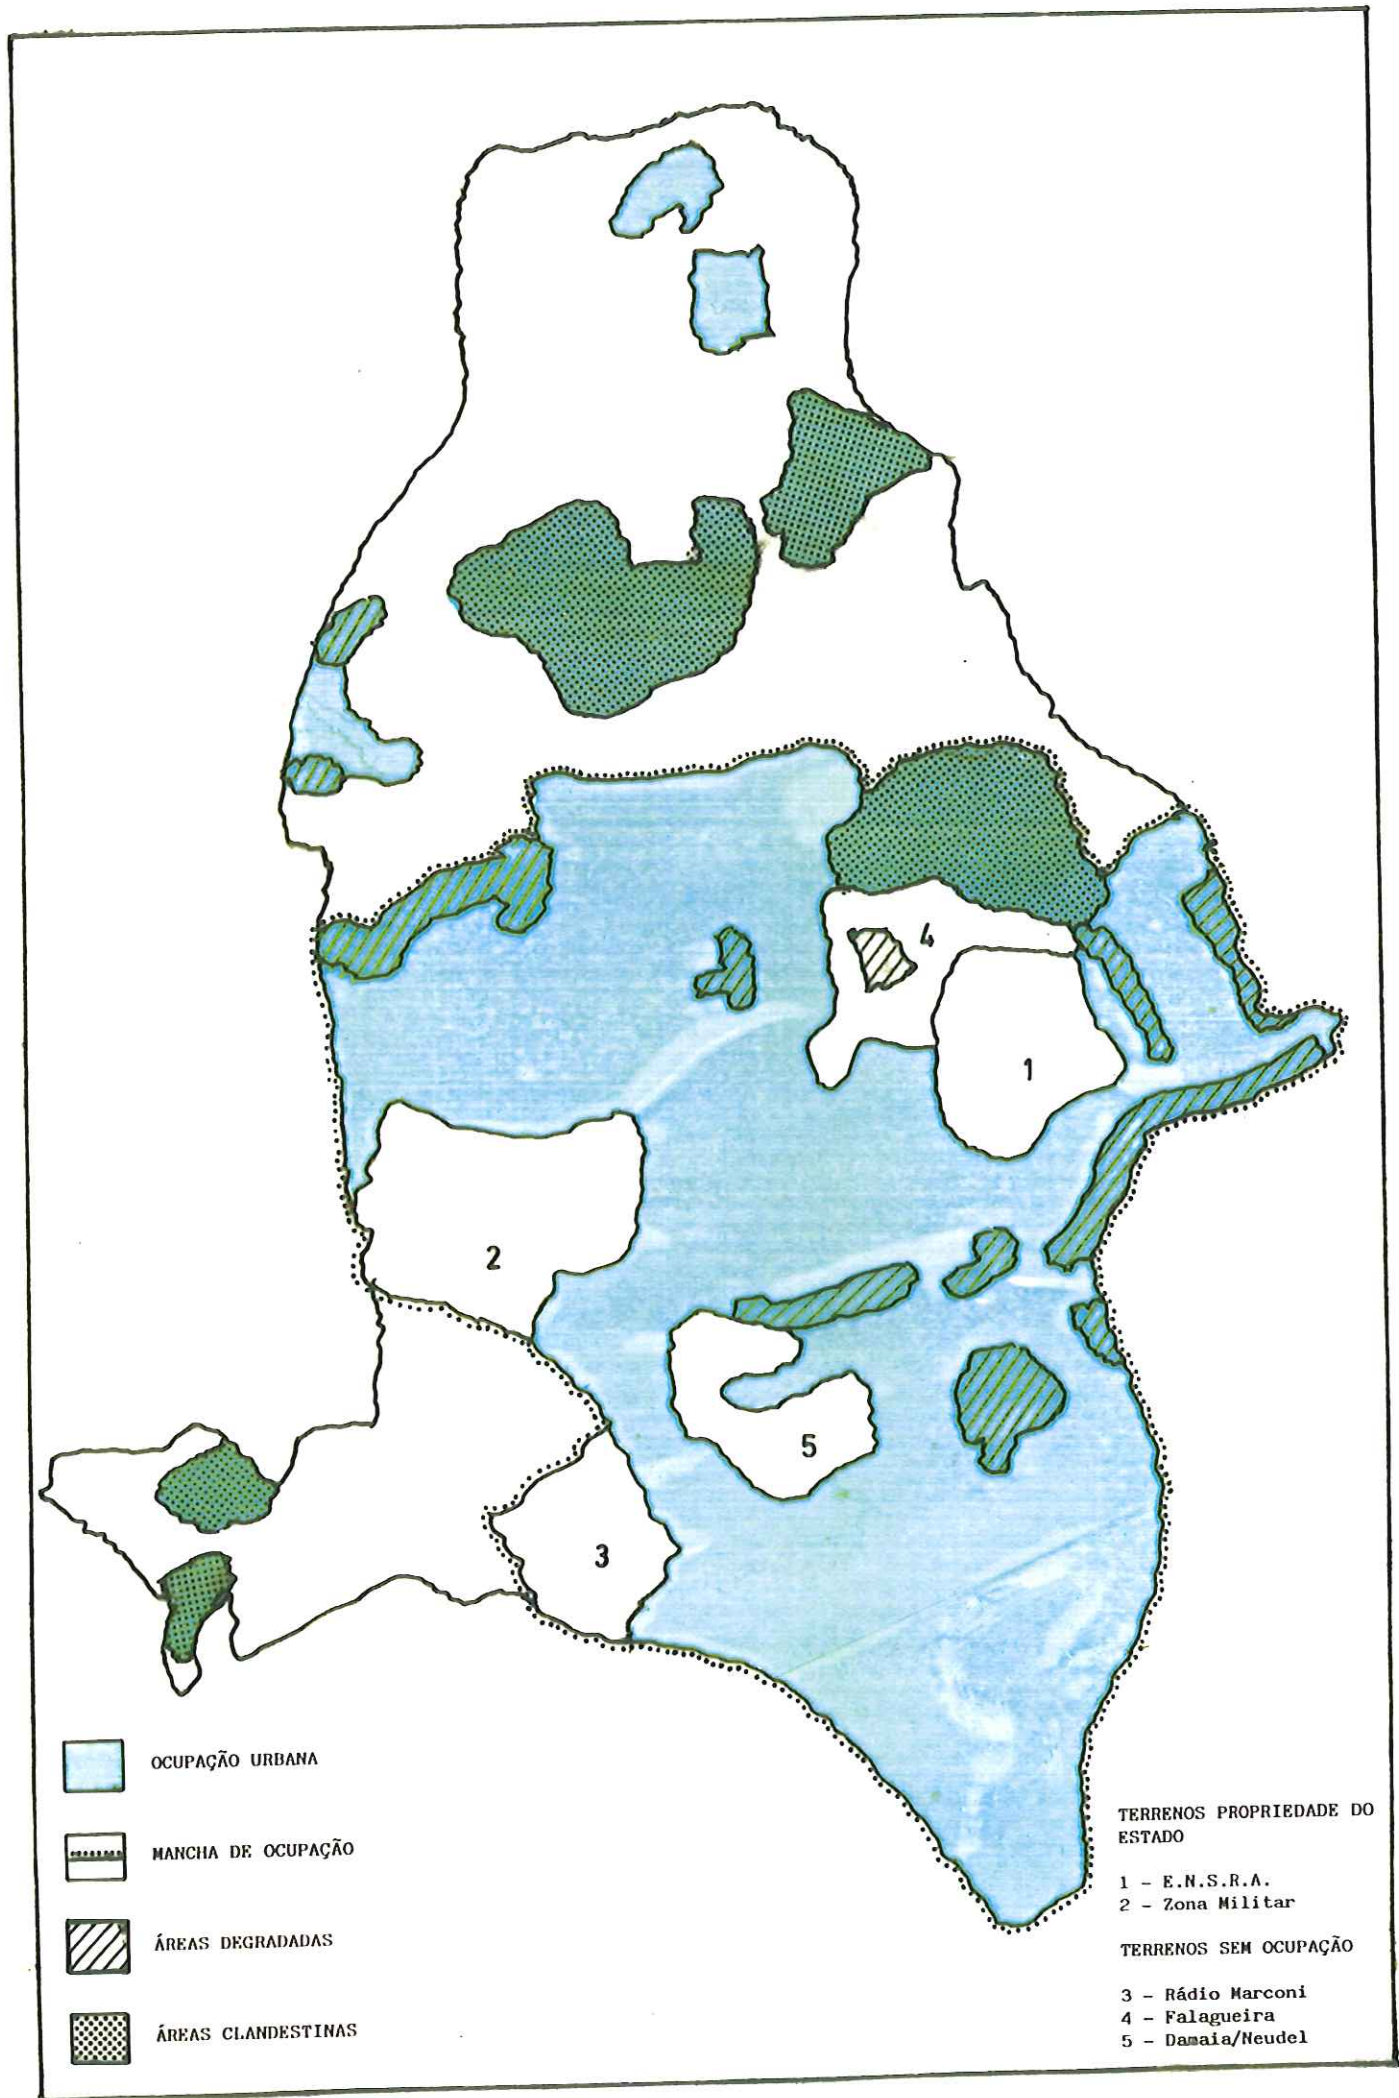 4
1
2
5
3
OCUPAÇÃO URBANA
MANCHA DE OCUPAÇÃO
ÁREAS DEGRADADAS
ÁREAS CLANDESTINAS
TERRENOS PROPRIEDADE DO
ESTADO
1 - E.N.S.R.A.
2 - Zona Militar
TERRENOS SEM OCUPAÇÃO
3 - Rádio Marconi
4 - Falagueira
5 - Damaia/Neudel